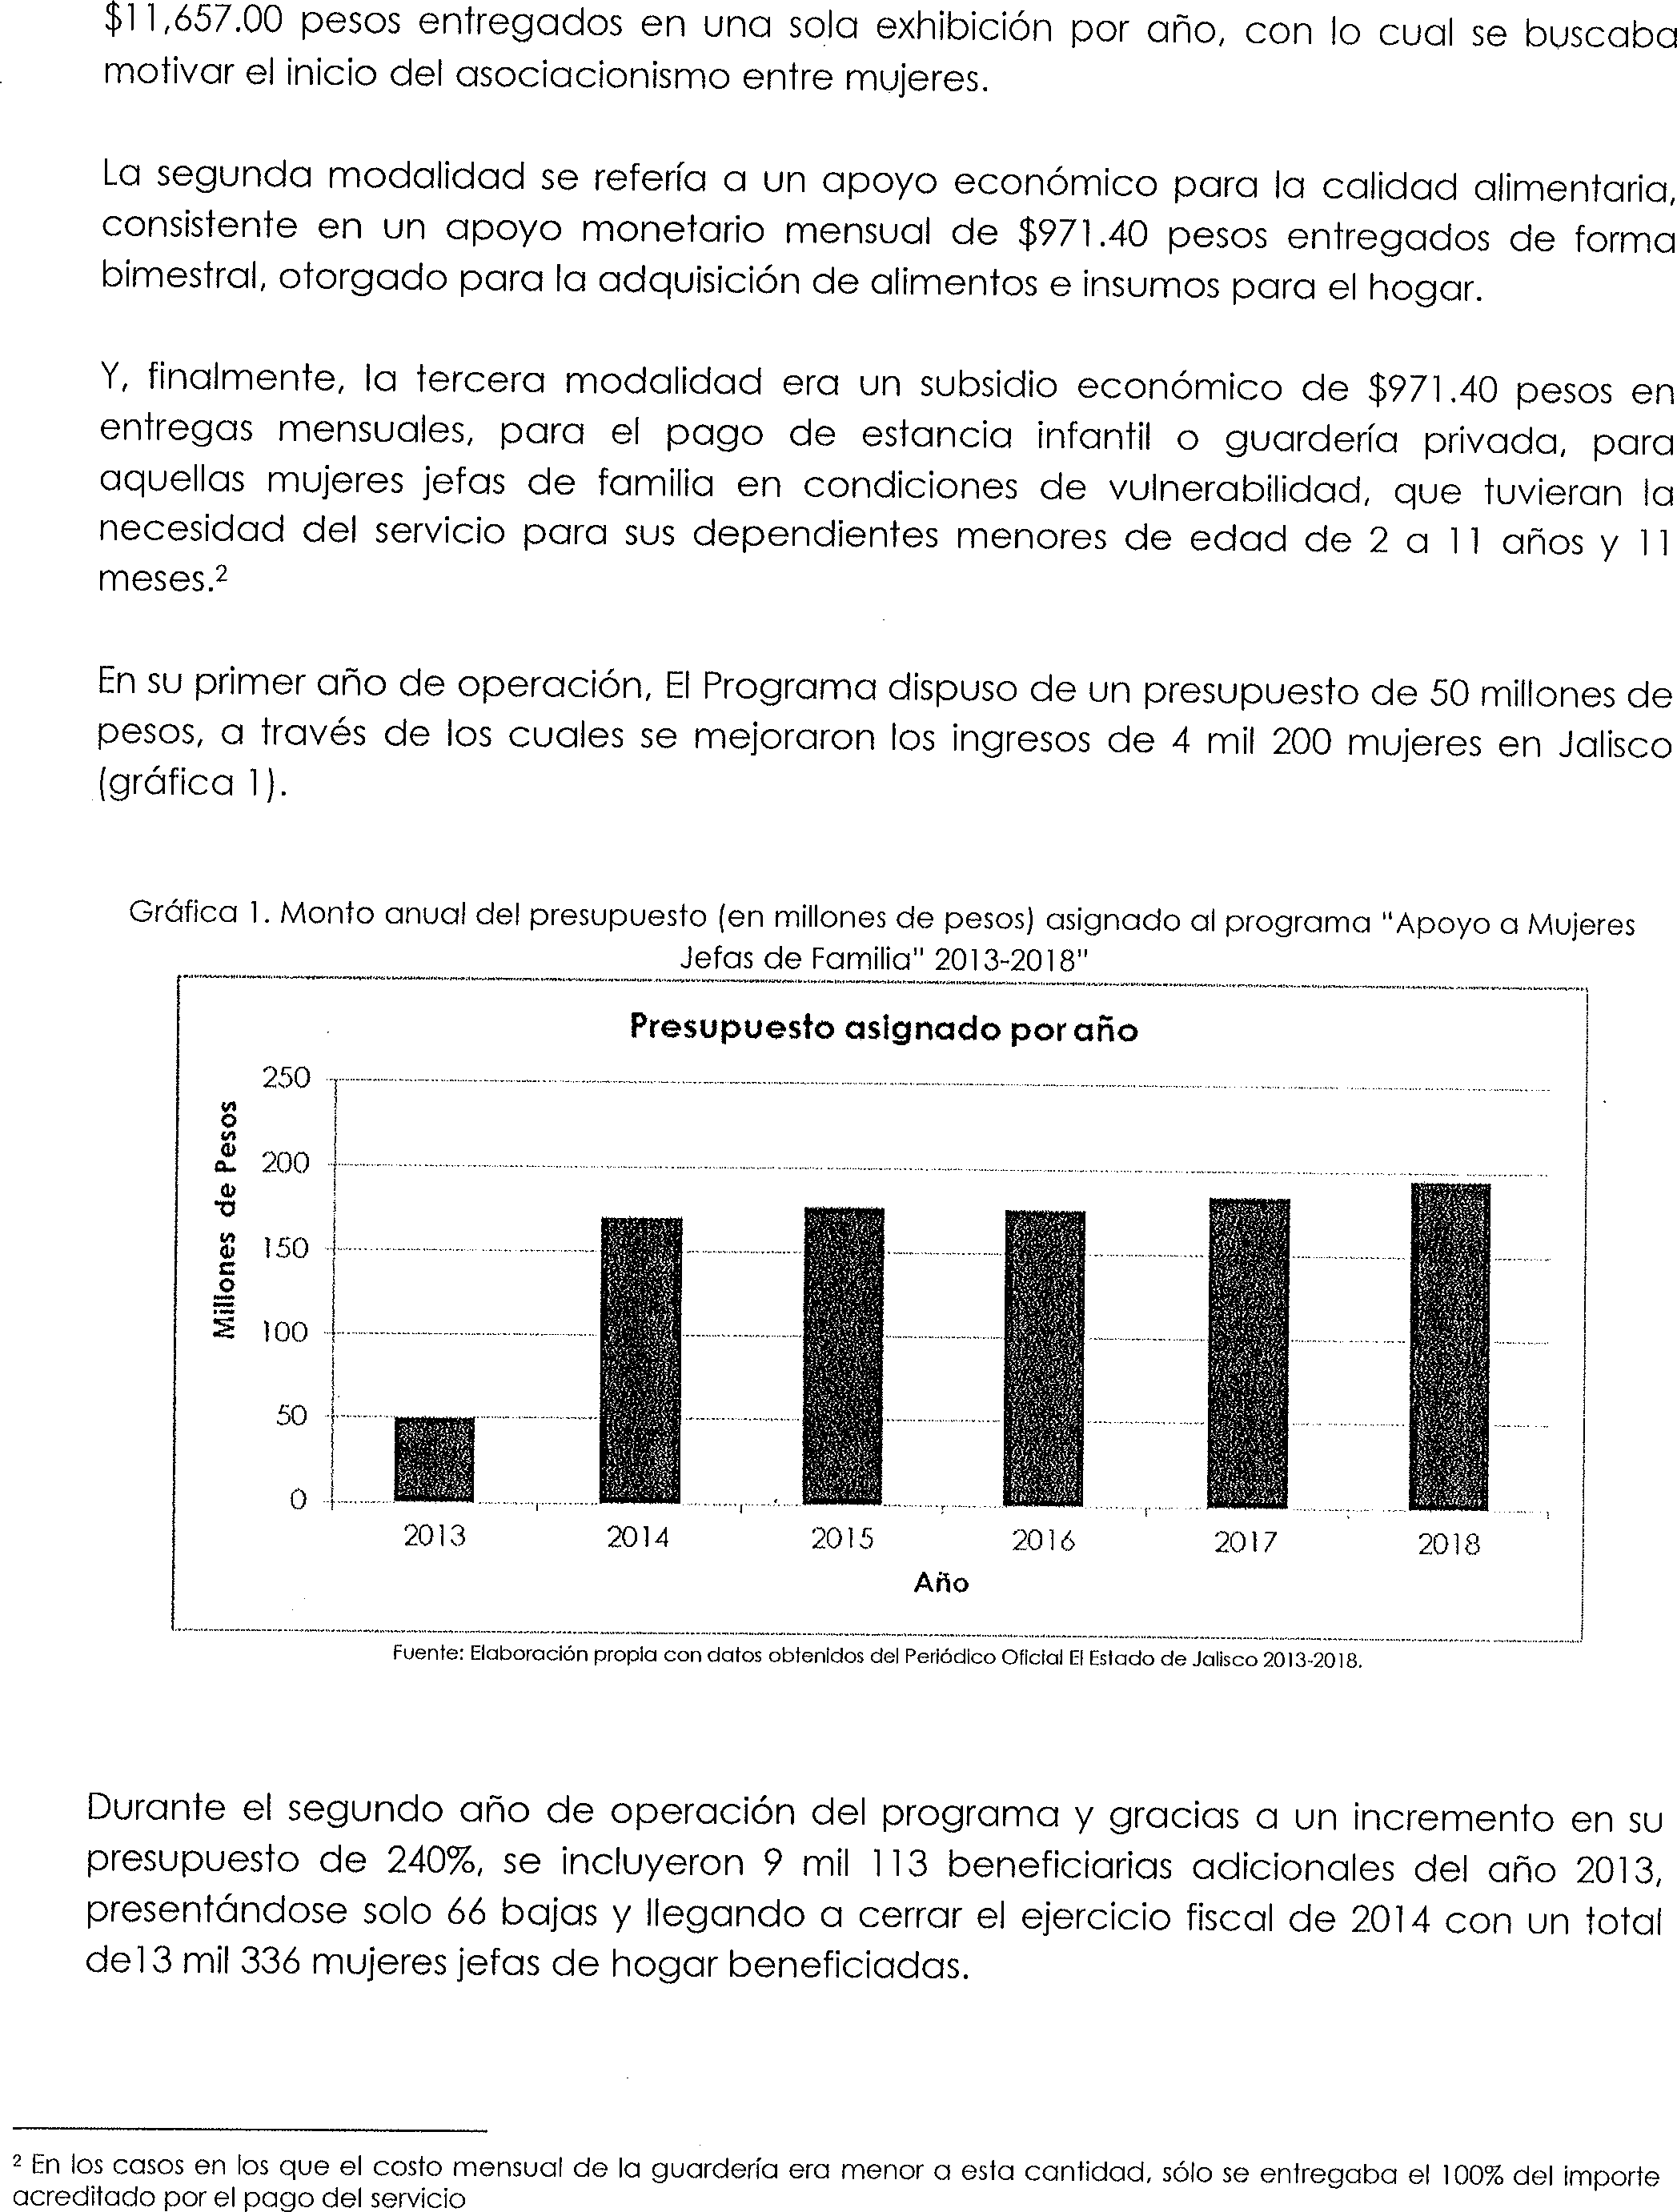 $11,657.00 pesos entregados en una sola exhibición por año, con lo cual se buscaba
motivar el inicio del asociacionismo entre mujeres.
La segunda modalidad se refería a un apoyo económico para la calidad alimentaria,
consistente en un apoyo monetario mensual de $971.40 pesos entregados de forma
bimestral, otorgado para la adquisición de alimentos e insumos para el hogar.
Y, finalmente, la tercera modalidad era un subsidio económico de $971.40 pesos en
entregas mensuales, para el pago de estancia infantil o guardería privada, para
aquellas mujeres jefas de familia en condiciones de vulnerabilidad, que tuvieran la
necesidad del servicio para sus dependientes menores de edad de 2 a 11 años y 11
meses.²
En su primer año de operación, El Programa dispuso de un presupuesto de 50 millones de
pesos, a través de los cuales se mejoraron los ingresos de 4 mil 200 mujeres en Jalisco
(gráfica 1).
Gráfica 1. Monto anual del presupuesto (en millones de pesos) asignado al programa "Apoyo a Mujeres
Jefas de Familia" 2013-2018"
Presupuesto asignado por año
Millones de Pesos
250
200
150
100
50
0
2013 2014 2015 2016 2017 2018
Año
Fuente: Elaboración propia con datos obtenidos del Periódico Oficial El Estado de Jalisco 2013-2018.
Durante el segundo año de operación del programa y gracias a un incremento en su
presupuesto de 240%, se incluyeron 9 mil 113 beneficiarias adicionales del año 2013,
presentándose solo 66 bajas y llegando a cerrar el ejercicio fiscal de 2014 con un total
de13 mil 336 mujeres jefas de hogar beneficiadas.
² En los casos en los que el costo mensual de la guardería era menor a esta cantidad, sólo se entregaba el 100% del importe
acreditado por el pago del servicio